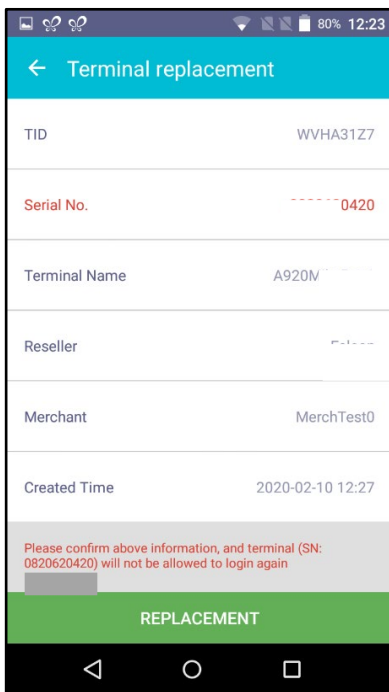 80% 12:23
Terminal replacement
TID WVHA31Z7
Serial No. 0420
Terminal Name A920M
Reseller
Merchant MerchTest0
Created Time 2020-02-10 12:27
Please confirm above information, and terminal (SN:
0820620420) will not be allowed to login again
REPLACEMENT